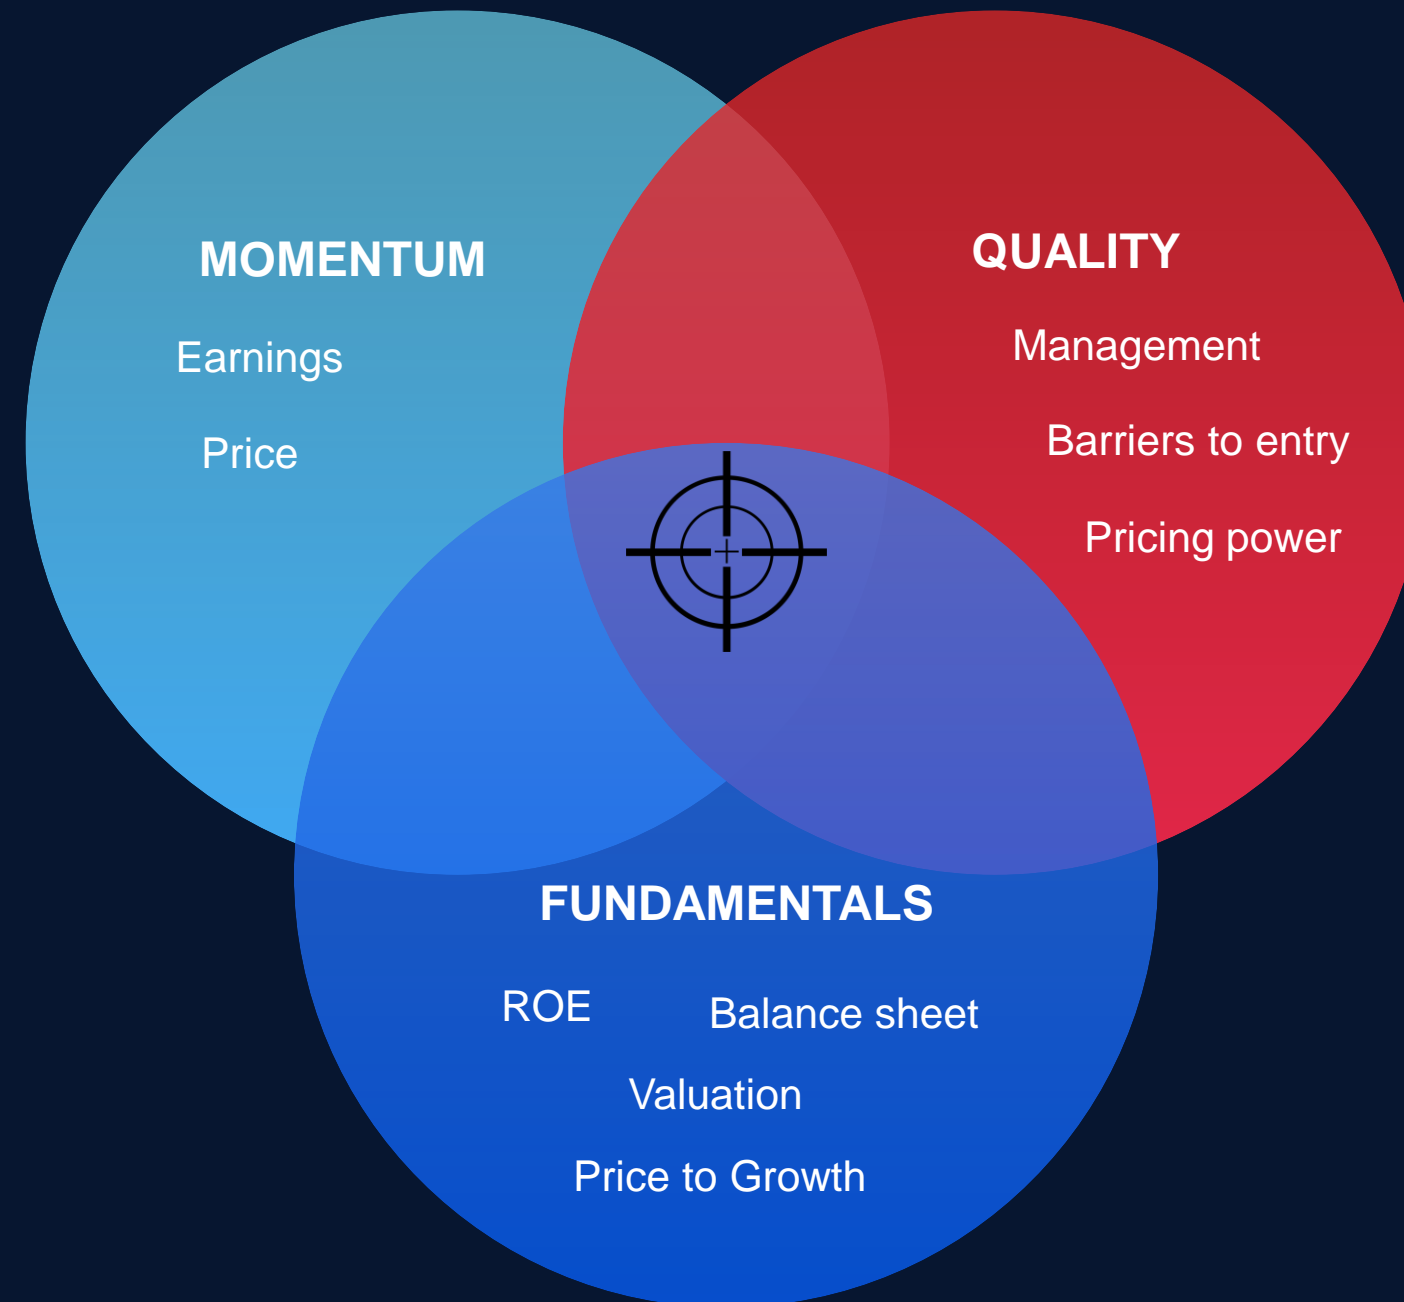 MOMENTUM
Earnings
Price
QUALITY
Management
Barriers to entry
Pricing power
FUNDAMENTALS
ROE
Balance sheet
Valuation
Price to Growth